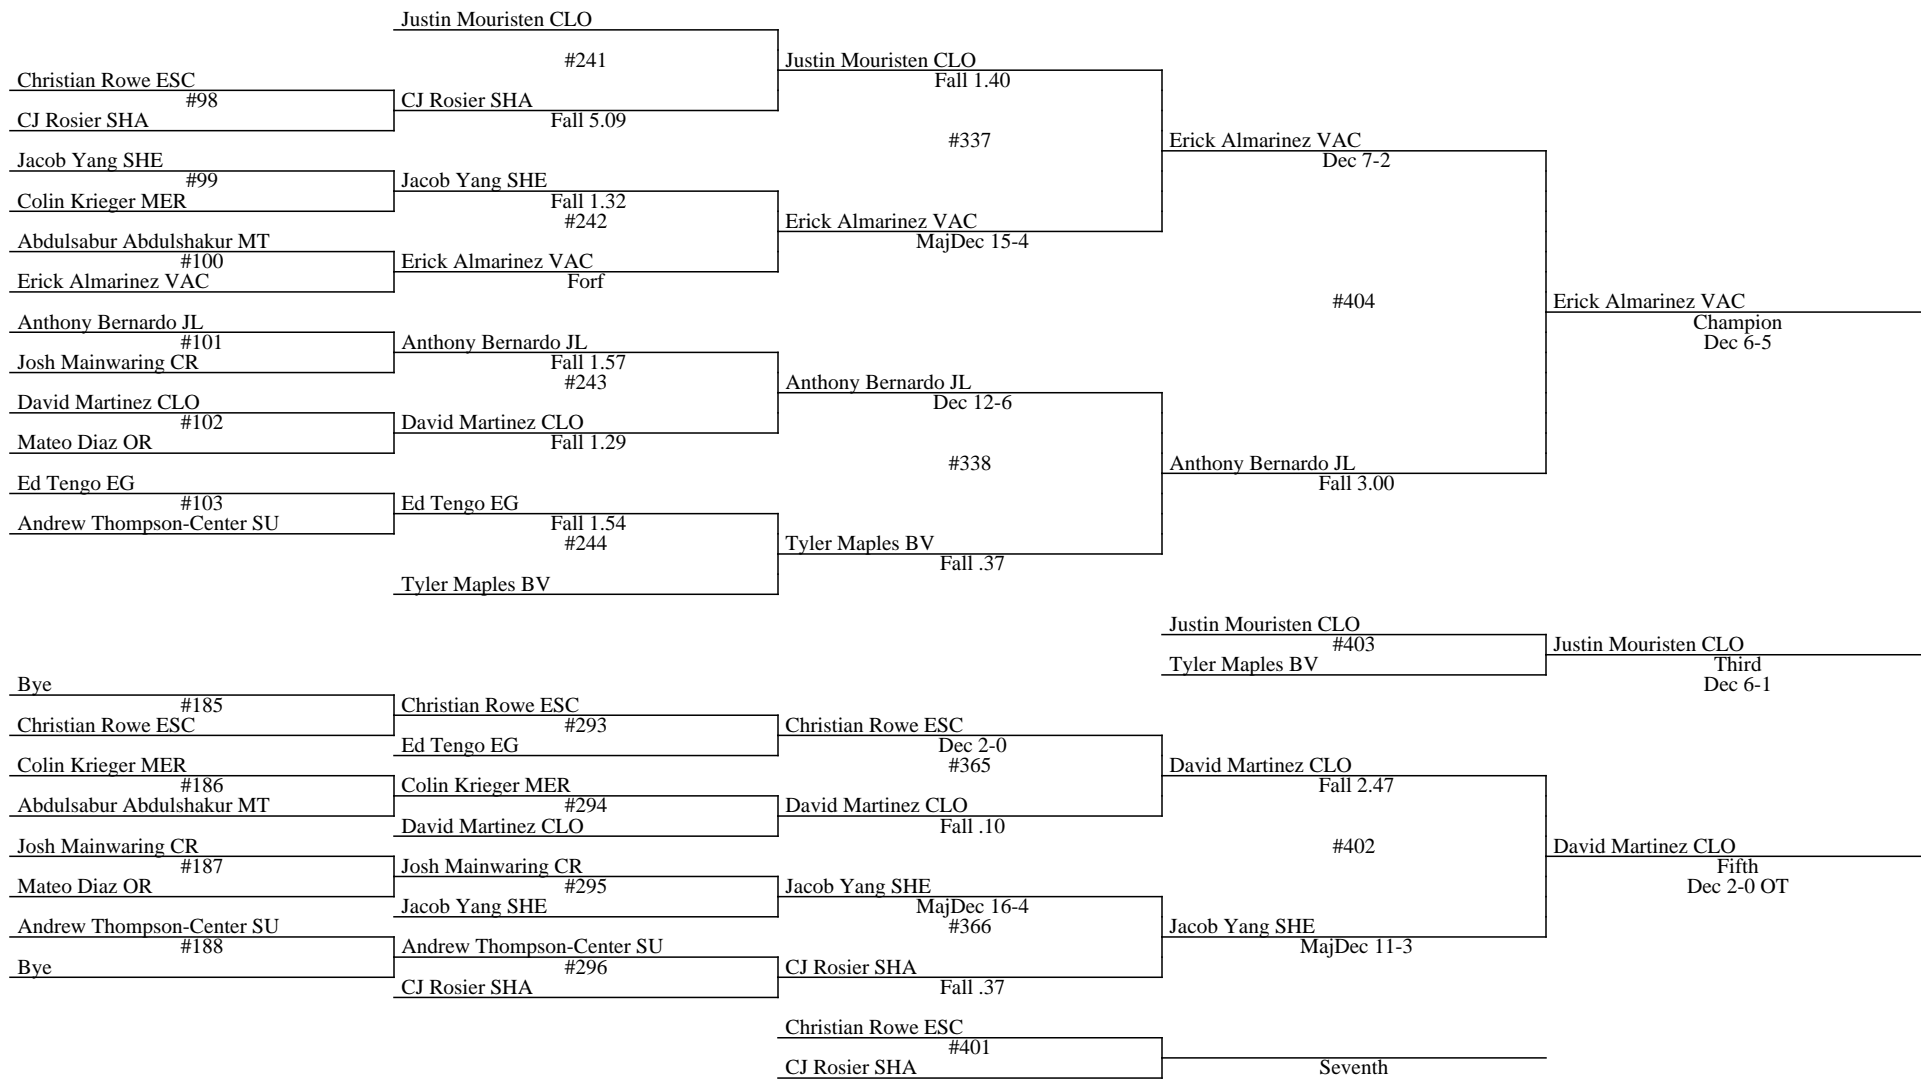 Justin Mouristen CLO
#241
Justin Mouristen CLO
Fall 1.40
Christian Rowe ESC
#98
CJ Rosier SHA
CJ Rosier SHA
Fall 5.09
#337
Erick Almarinez VAC
Dec 7-2
Jacob Yang SHE
#99
Colin Krieger MER
Jacob Yang SHE
Fall 1.32
#242
Erick Almarinez VAC
MajDec 15-4
Abdulsabur Abdulshakur MT
#100
Erick Almarinez VAC
Erick Almarinez VAC
Forf
#404
Erick Almarinez VAC
Champion
Dec 6-5
Anthony Bernardo JL
#101
Josh Mainwaring CR
Anthony Bernardo JL
Fall 1.57
#243
Anthony Bernardo JL
Dec 12-6
David Martinez CLO
#102
Mateo Diaz OR
David Martinez CLO
Fall 1.29
#338
Anthony Bernardo JL
Fall 3.00
Ed Tengo EG
#103
Andrew Thompson-Center SU
Ed Tengo EG
Fall 1.54
#244
Tyler Maples BV
Fall .37
Tyler Maples BV
Justin Mouristen CLO
#403
Tyler Maples BV
Justin Mouristen CLO
Third
Dec 6-1
Bye
#185
Christian Rowe ESC
Christian Rowe ESC
#293
Ed Tengo EG
Christian Rowe ESC
Dec 2-0
#365
David Martinez CLO
Fall 2.47
Colin Krieger MER
#186
Abdulsabur Abdulshakur MT
Colin Krieger MER
#294
David Martinez CLO
David Martinez CLO
Fall .10
#402
David Martinez CLO
Fifth
Dec 2-0 OT
Josh Mainwaring CR
#187
Mateo Diaz OR
Josh Mainwaring CR
#295
Jacob Yang SHE
Jacob Yang SHE
MajDec 16-4
#366
Jacob Yang SHE
MajDec 11-3
Andrew Thompson-Center SU
#188
Bye
Andrew Thompson-Center SU
#296
CJ Rosier SHA
CJ Rosier SHA
Fall .37
Christian Rowe ESC
#401
CJ Rosier SHA
Seventh